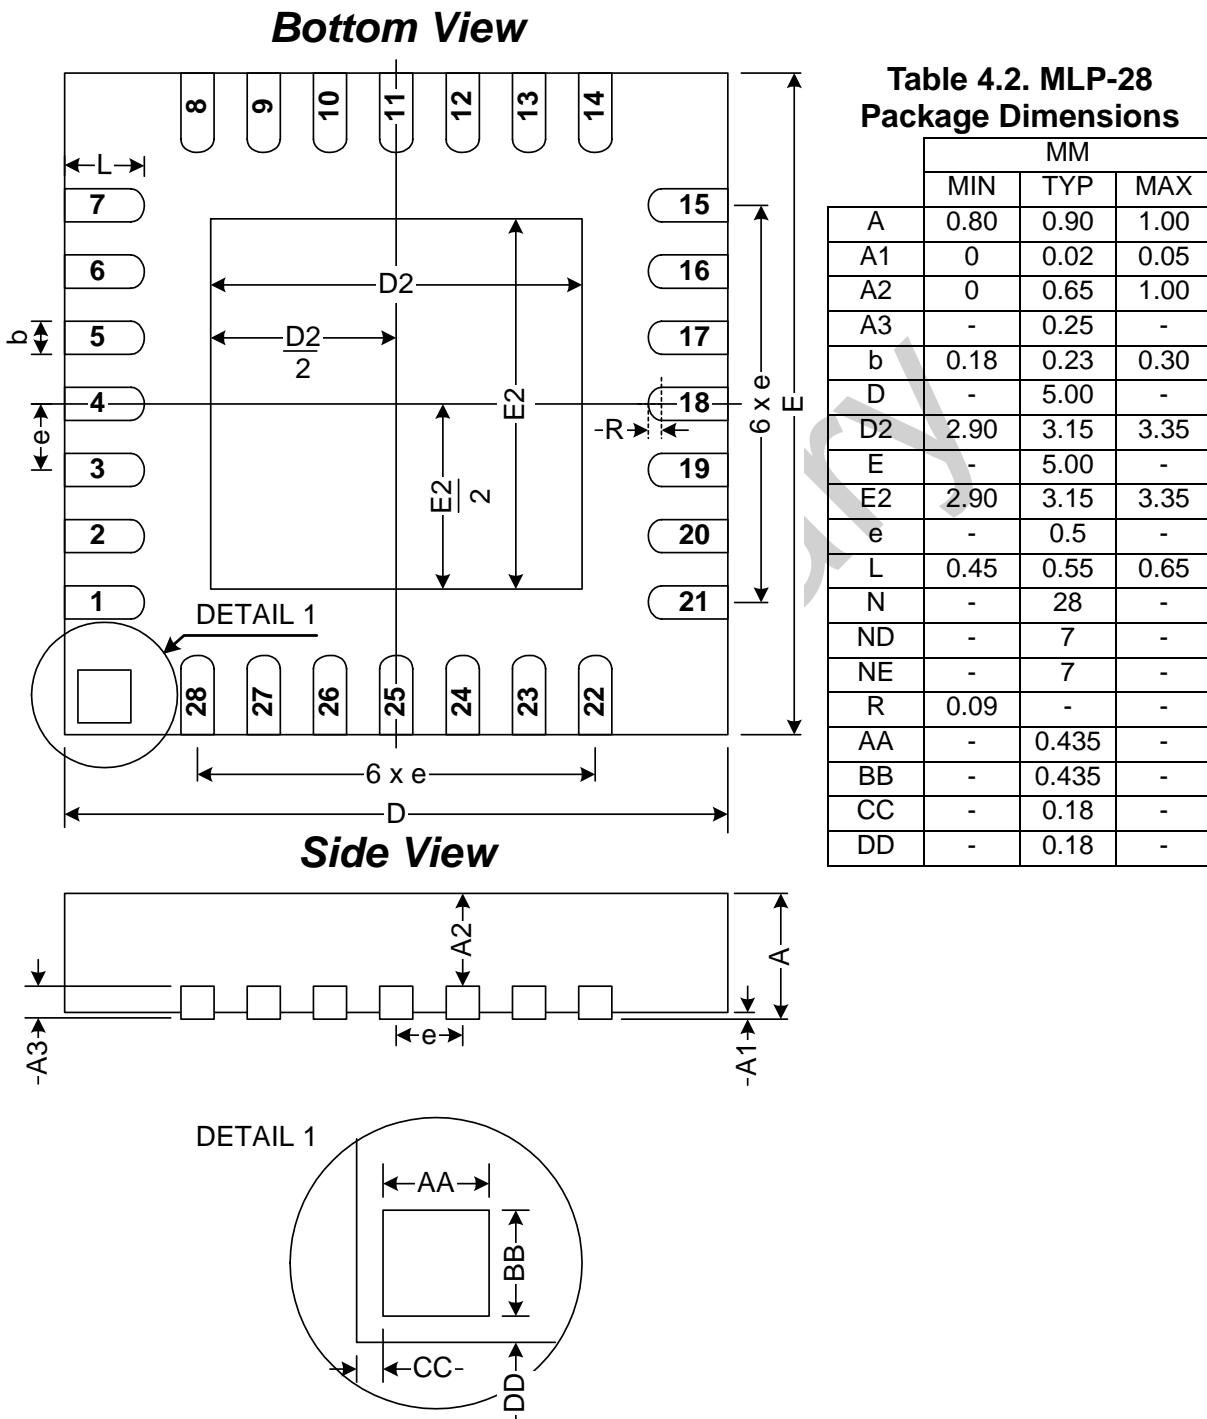 Bottom View
8 9 10 11 12 13 14
L
7
6
5
4
3
2
1
b
e
15
16
17
18
19
20
21
D2
D2
2
E2
E2
2
R
6 x e
E
DETAIL 1
28 27 26 25 24 23 22
6 x e
D
Table 4.2. MLP-28
Package Dimensions
MM
MIN TYP MAX
A 0.80 0.90 1.00
A1 0 0.02 0.05
A2 0 0.65 1.00
A3 - 0.25 -
b 0.18 0.23 0.30
D - 5.00 -
D2 2.90 3.15 3.35
E - 5.00 -
E2 2.90 3.15 3.35
e - 0.5 -
L 0.45 0.55 0.65
N - 28 -
ND - 7 -
NE - 7 -
R 0.09 - -
AA - 0.435 -
BB - 0.435 -
CC - 0.18 -
DD - 0.18 -
Side View
A2
A
A3
e
A1
DETAIL 1
AA
BB
CC
DD